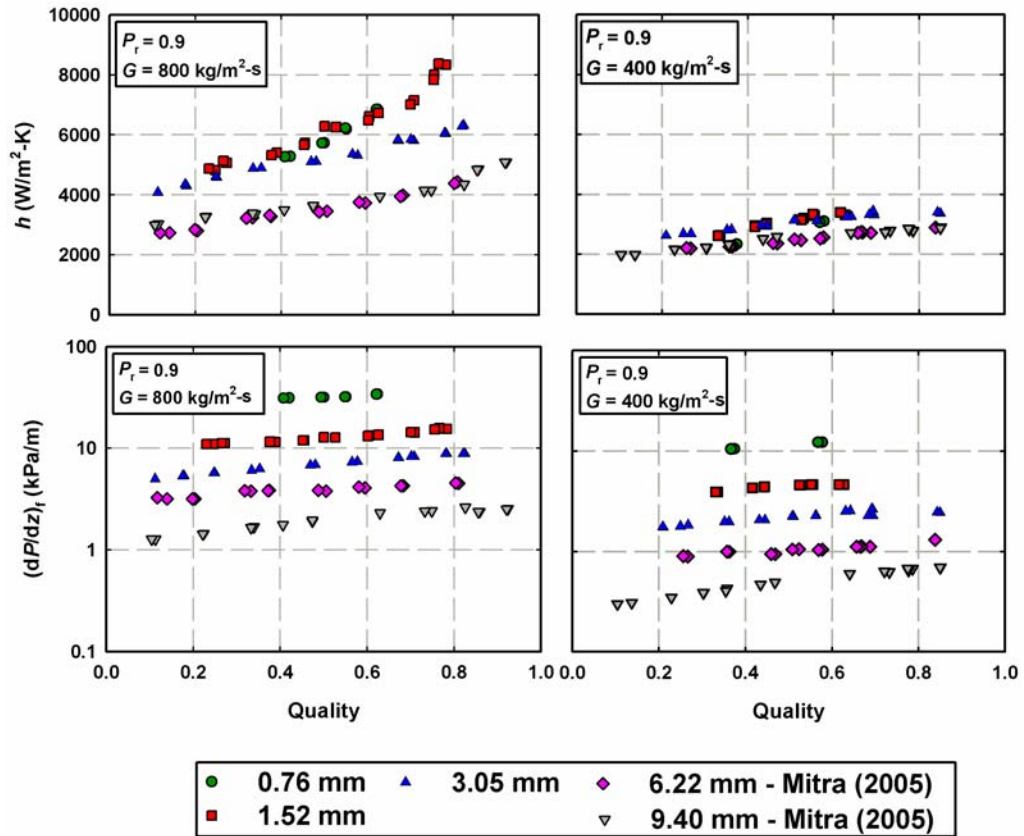 10000
8000
6000
4000
2000
0
h (W/m²-K)
Pr = 0.9
G = 800 kg/m²-s
Pr = 0.9
G = 400 kg/m²-s
100
10
1
0.1
(dP/dz)f (kPa/m)
Pr = 0.9
G = 800 kg/m²-s
Pr = 0.9
G = 400 kg/m²-s
0.0 0.2 0.4 0.6 0.8 1.0
0.2 0.4 0.6 0.8 1.0
Quality
Quality
0.76 mm
3.05 mm
6.22 mm - Mitra (2005)
1.52 mm
9.40 mm - Mitra (2005)